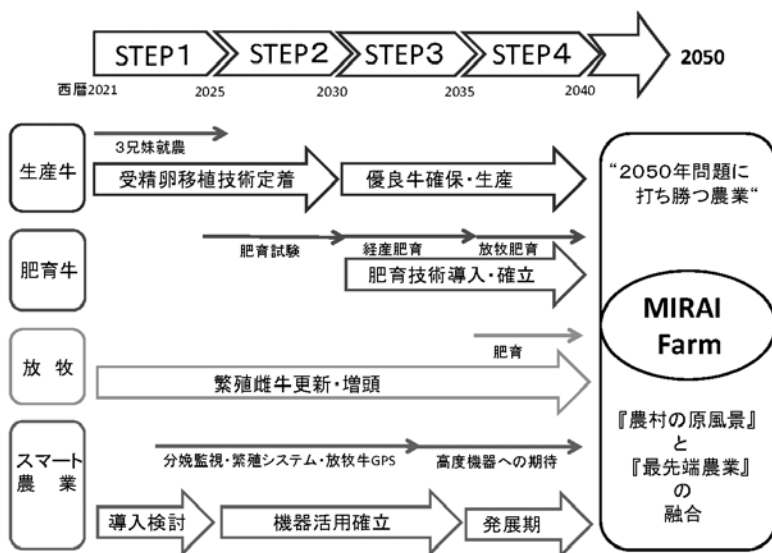 STEP1
STEP2
STEP3
STEP4
2050
西暦2021
2025
2030
2035
2040
生産牛
3兄妹就農
受精卵移植技術定着
優良牛確保・生産
肥育牛
肥育試験
経産肥育
放牧肥育
肥育技術導入・確立
放 牧
肥育
繁殖雌牛更新・増頭
スマート
農 業
分娩監視・繁殖システム・放牧牛GPS
高度機器への期待
導入検討
機器活用確立
発展期
“2050年問題に
打ち勝つ農業“
MIRAI
Farm
『農村の原風景』
と
『最先端農業』
の
融合